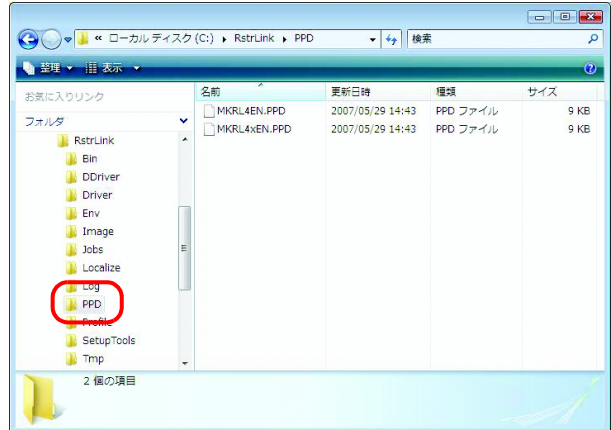 « ローカル ディスク (C:) ▸ RstrLink ▸ PPD 検索
整理 表示
お気に入りリンク
フォルダ
RstrLink
Bin
DDriver
Driver
Env
Image
Jobs
Localize
Log
PPD
Profile
SetupTools
Tmp
名前 更新日時 種類 サイズ
MKRL4EN.PPD 2007/05/29 14:43 PPD ファイル 9 KB
MKRL4xEN.PPD 2007/05/29 14:43 PPD ファイル 9 KB
2 個の項目